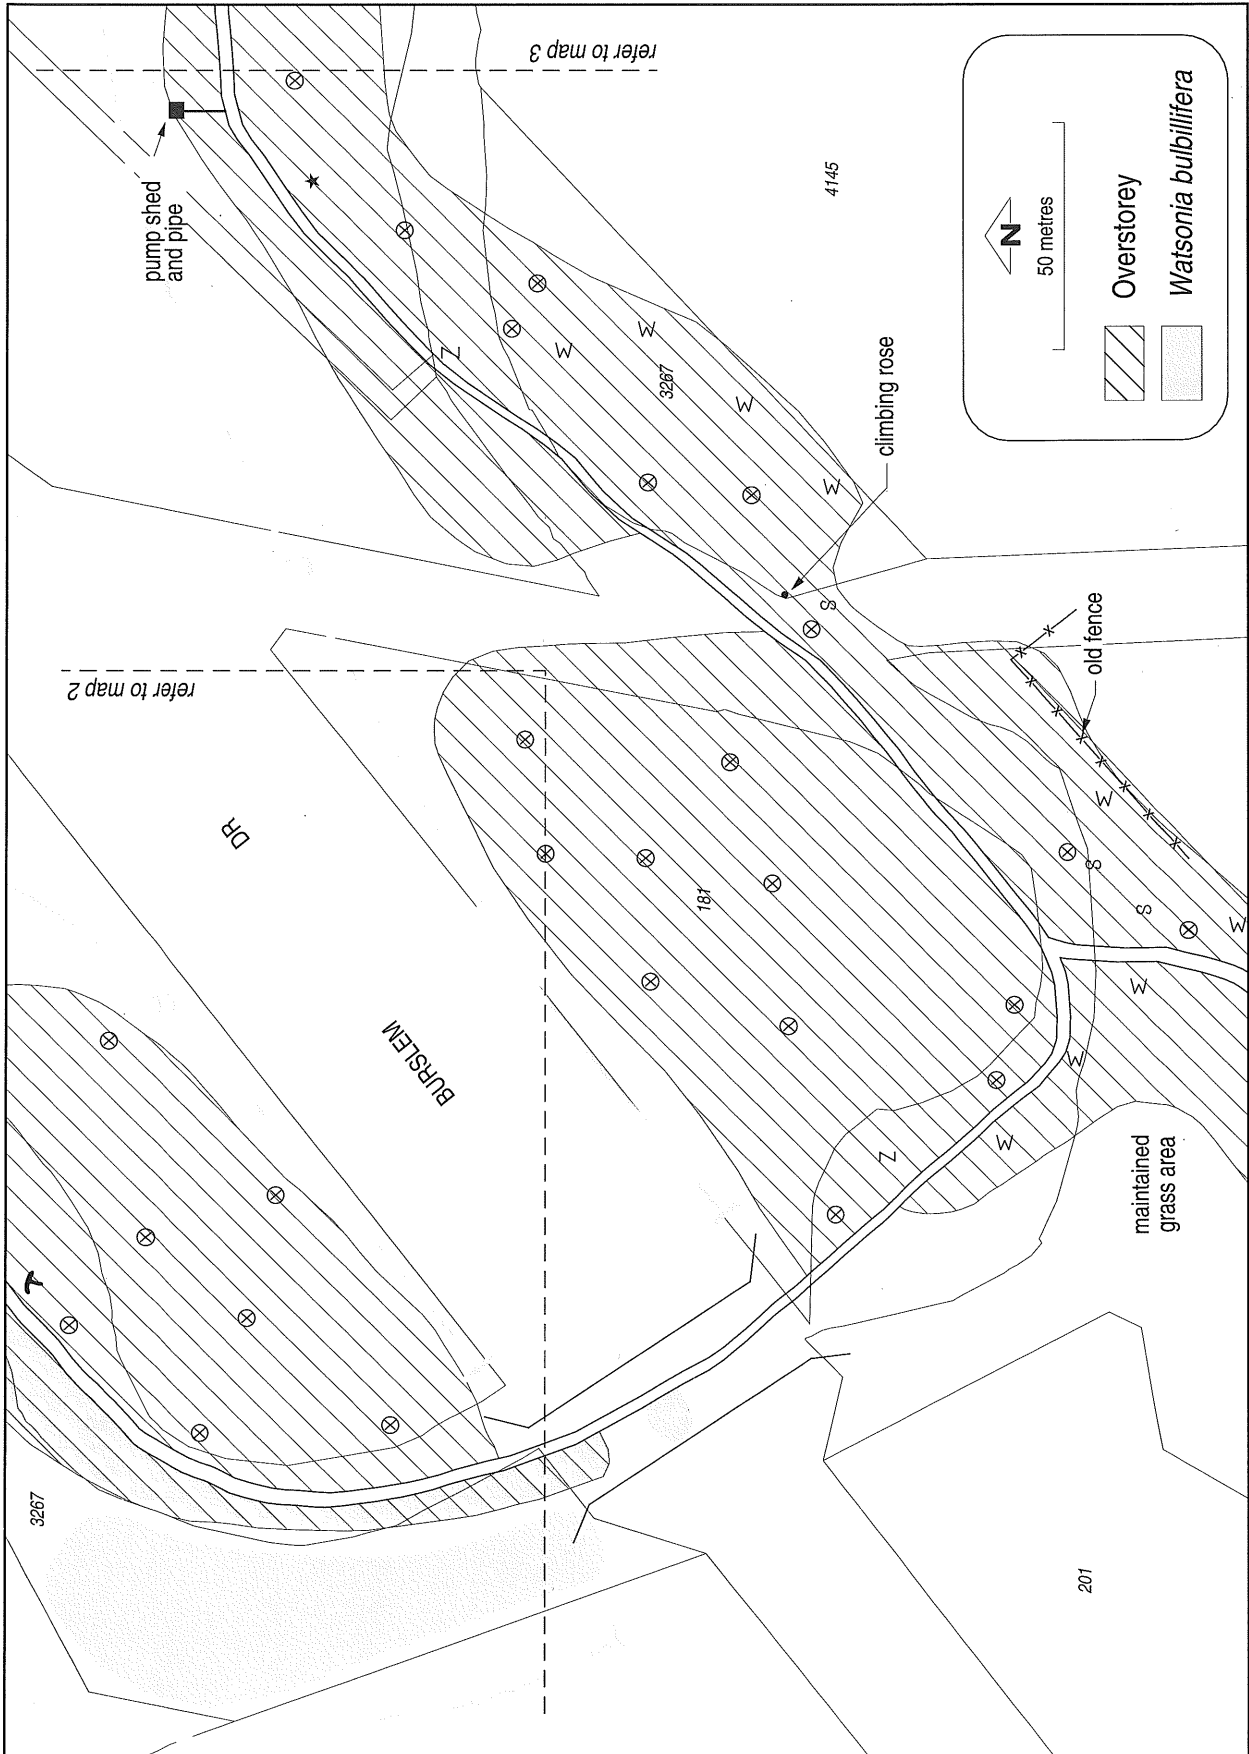 refer to map 3
pump shed
and pipe
4145
N
50 metres
Overstorey
Watsonia bulbillifera
Z
W
W
3267
W
W
climbing rose
S
old fence
refer to map 2
DR
BURSLEM
181
W
S
S
W
W
W
W
Z
maintained
grass area
3267
201